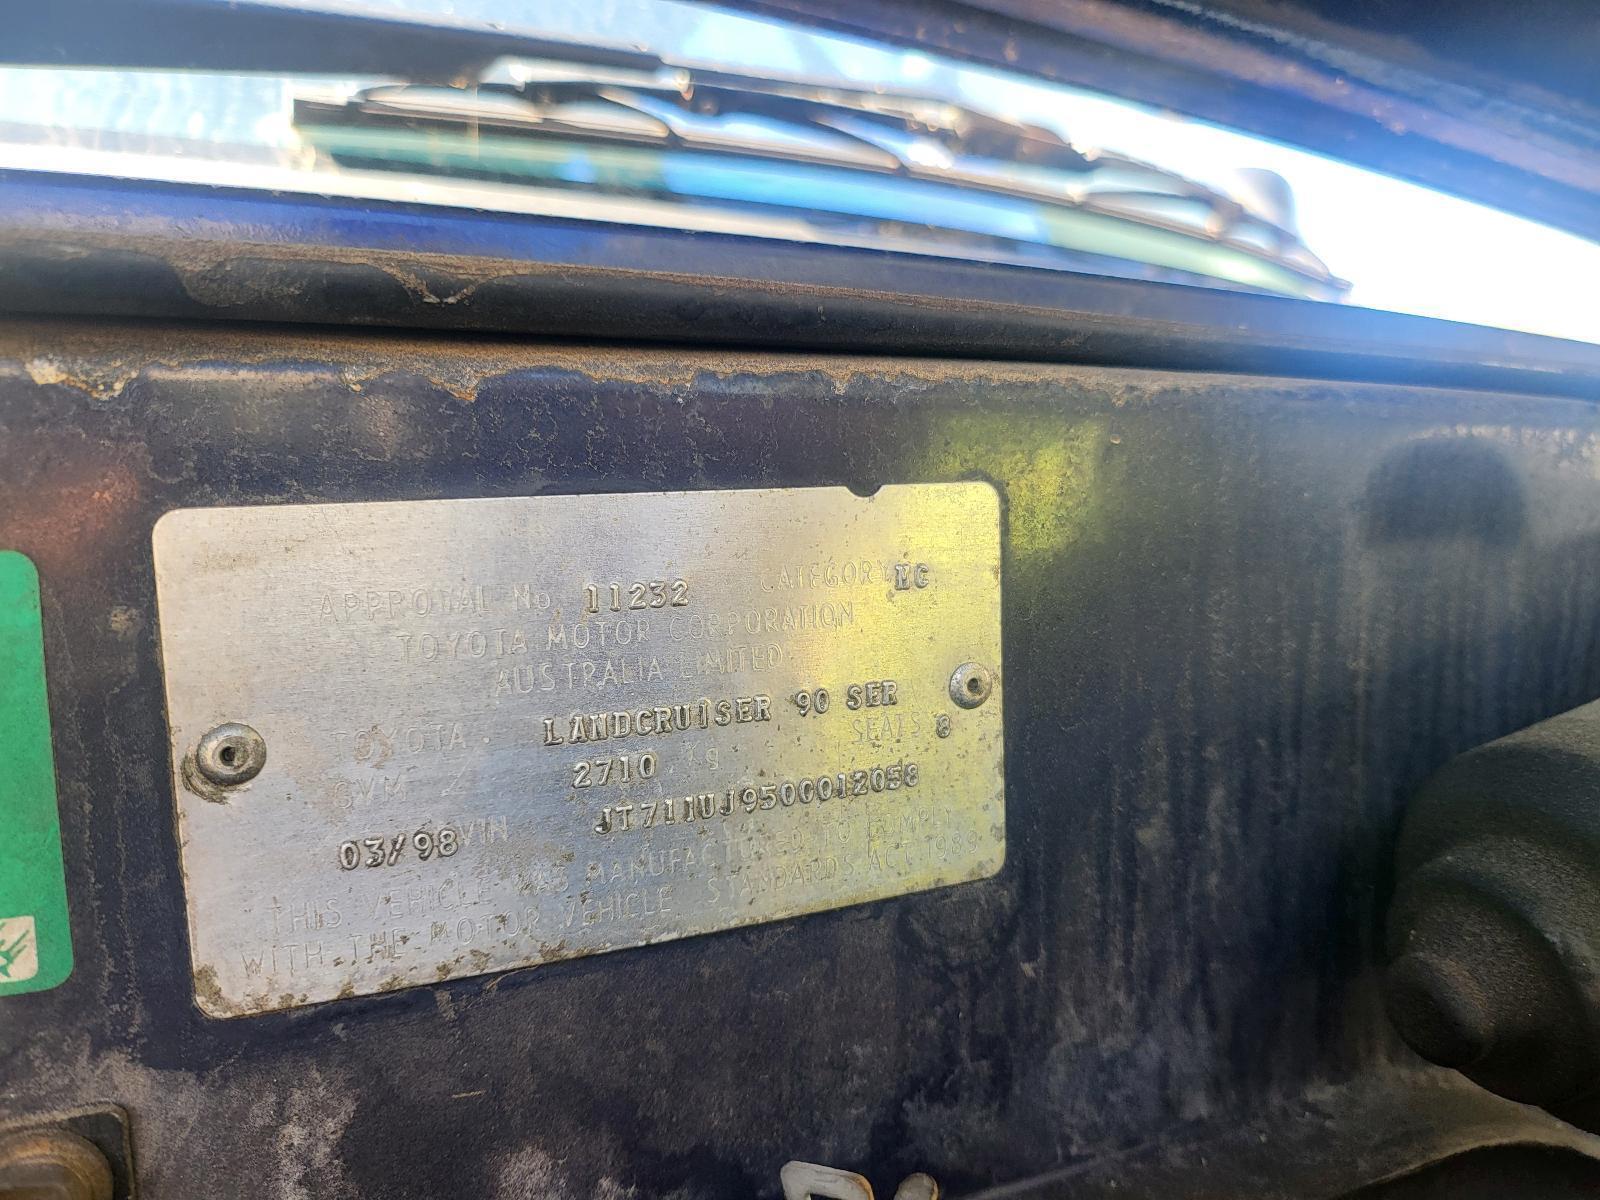 APPROVAL No 11232 CATEGORY MC
TOYOTA MOTOR CORPORATION
AUSTRALIA LIMITED
TOYOTA LANDCRUISER 90 SER
GVM 2710 Kg SEATS 8
03/98 VIN JT711UJ9500012058
THIS VEHICLE WAS MANUFACTURED TO COMPLY
WITH THE MOTOR VEHICLE STANDARDS ACT 1989